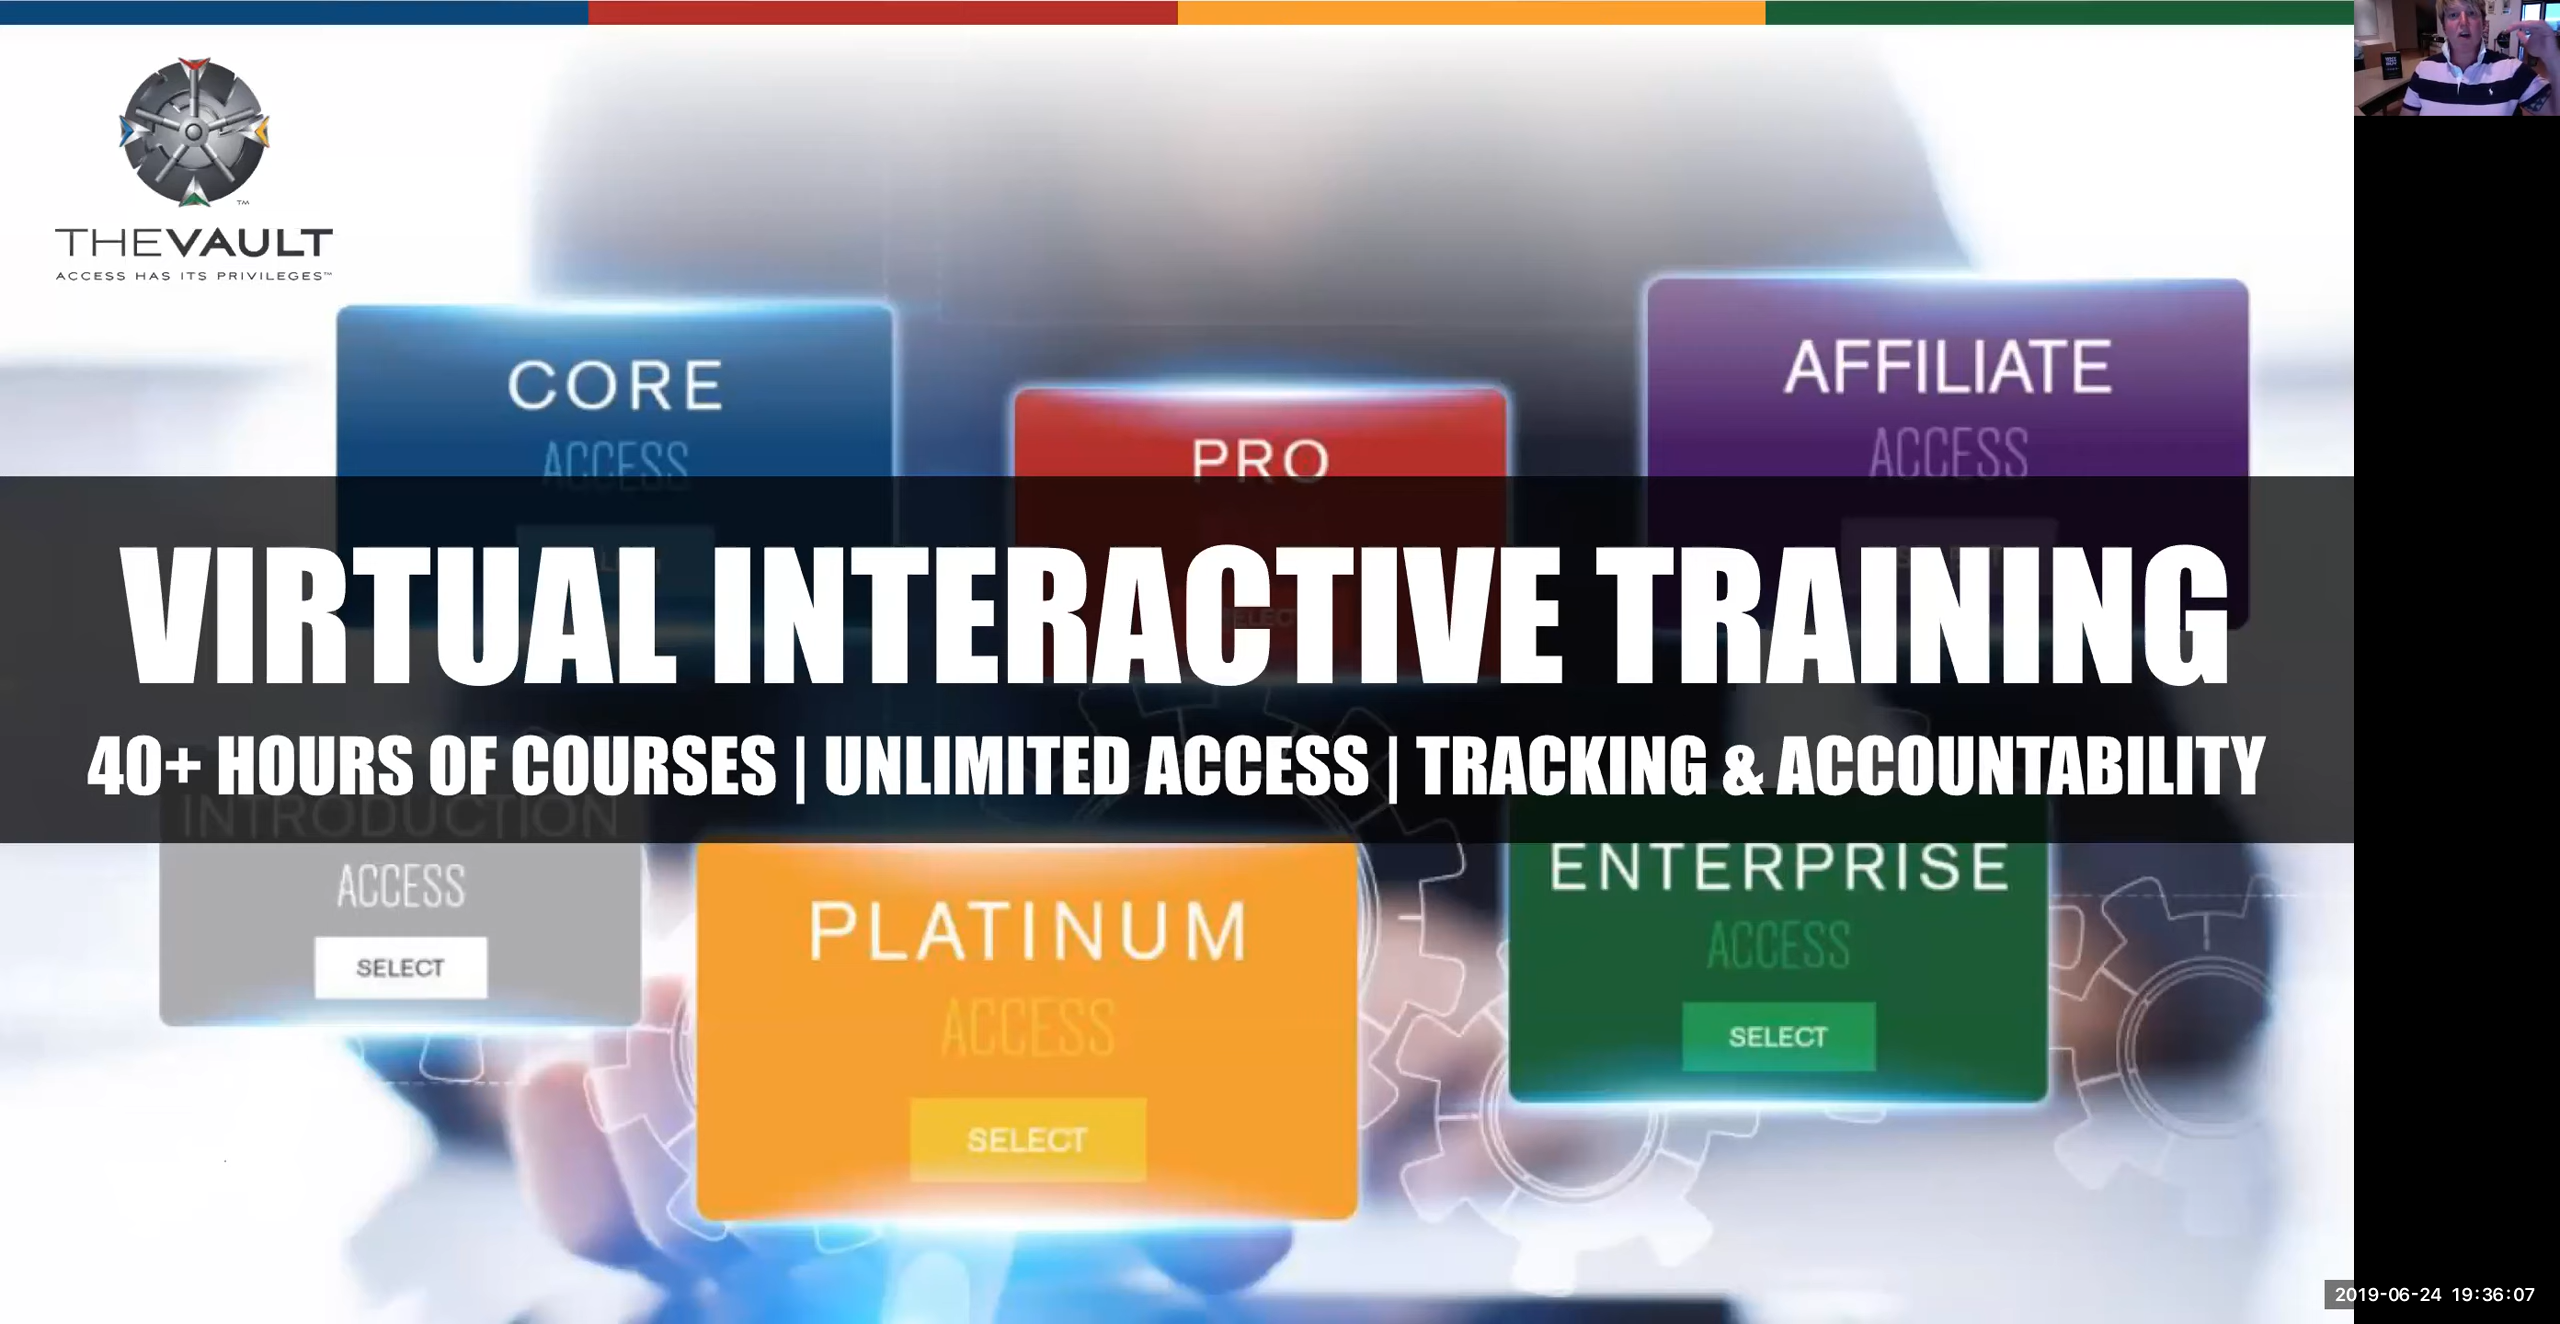 THEVAULT
ACCESS HAS ITS PRIVILEGES™
CORE
ACCESS
PRO
SELECT
AFFILIATE
ACCESS
VIRTUAL INTERACTIVE TRAINING
40+ HOURS OF COURSES | UNLIMITED ACCESS | TRACKING & ACCOUNTABILITY
INTRODUCTION
ACCESS
SELECT
PLATINUM
ACCESS
SELECT
ENTERPRISE
ACCESS
SELECT
2019-06-24 19:36:07